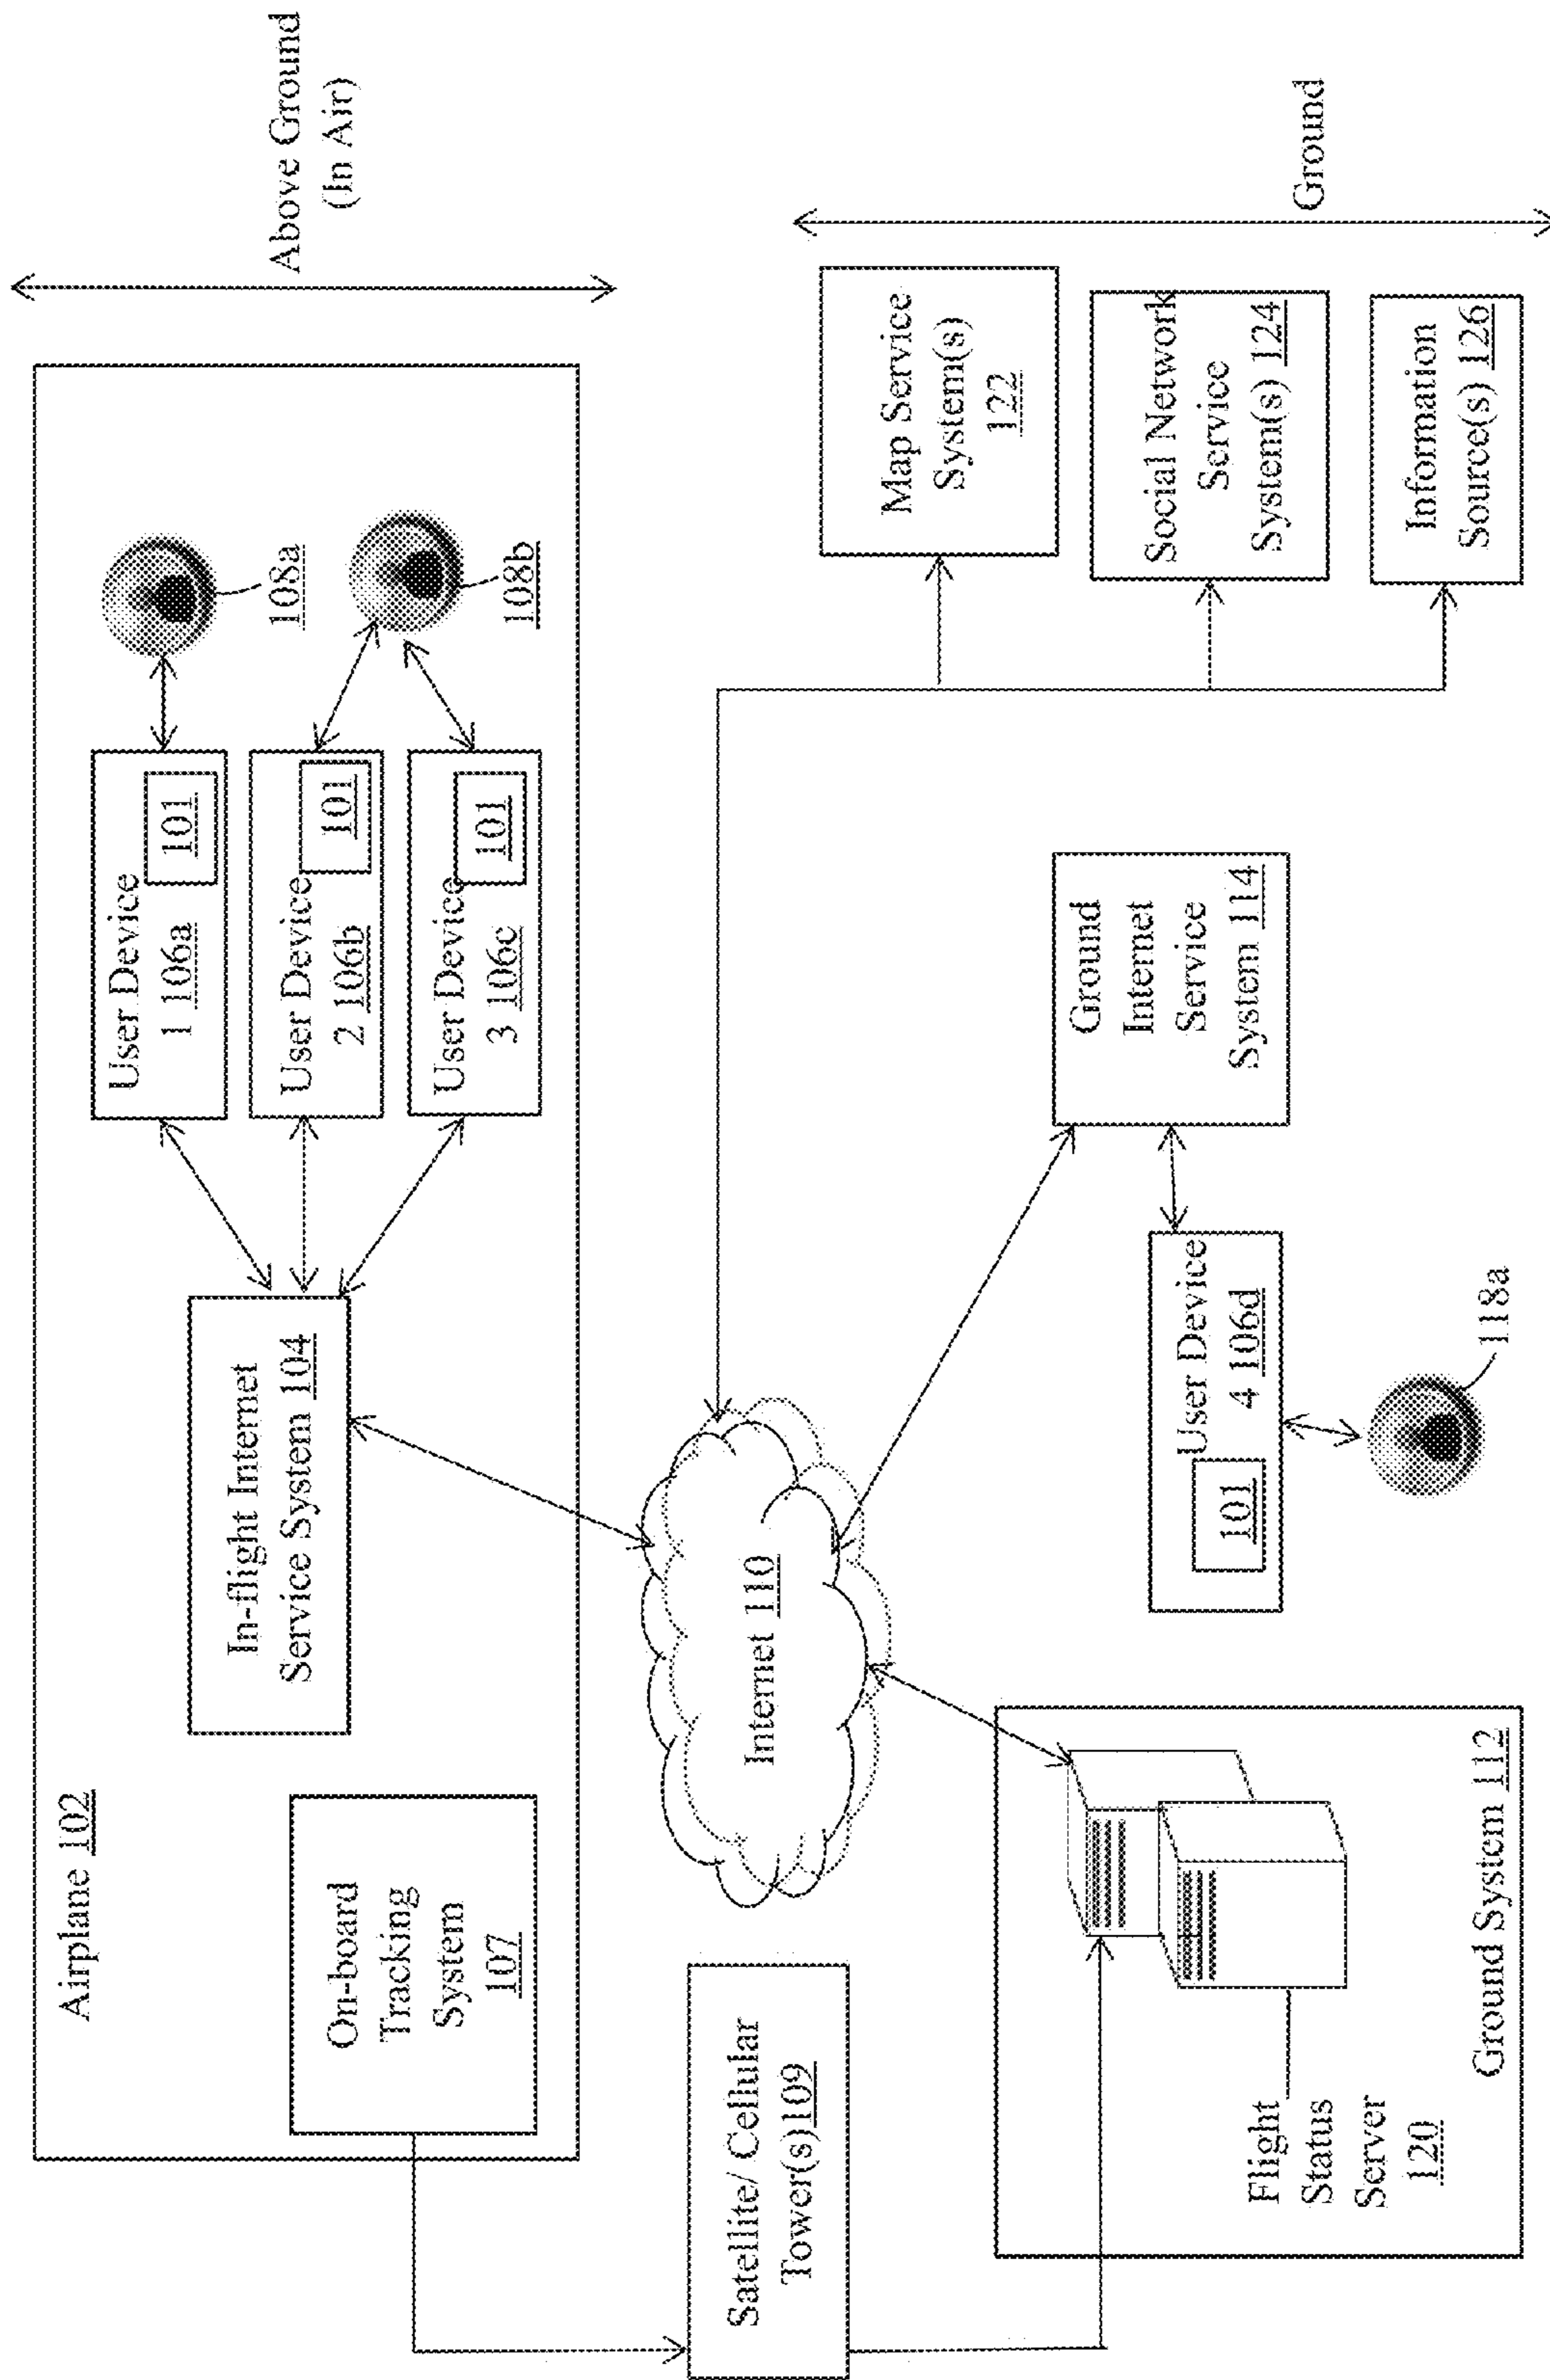 Airplane 102
Above Ground
(In Air)
In-flight Internet
Service System 104
User Device
1 106a
101
108a
User Device
2 106b
101
User Device
3 106c
101
108b
On-board
Tracking
System
107
Satellite/ Cellular
Tower(s)109
Internet 110
Map Service
System(s)
122
Social Network
Service
System(s) 124
Information
Source(s) 126
Ground
Ground
Internet
Service
System 114
User Device
4 106d
101
118a
Flight
Status
Server
120
Ground System 112